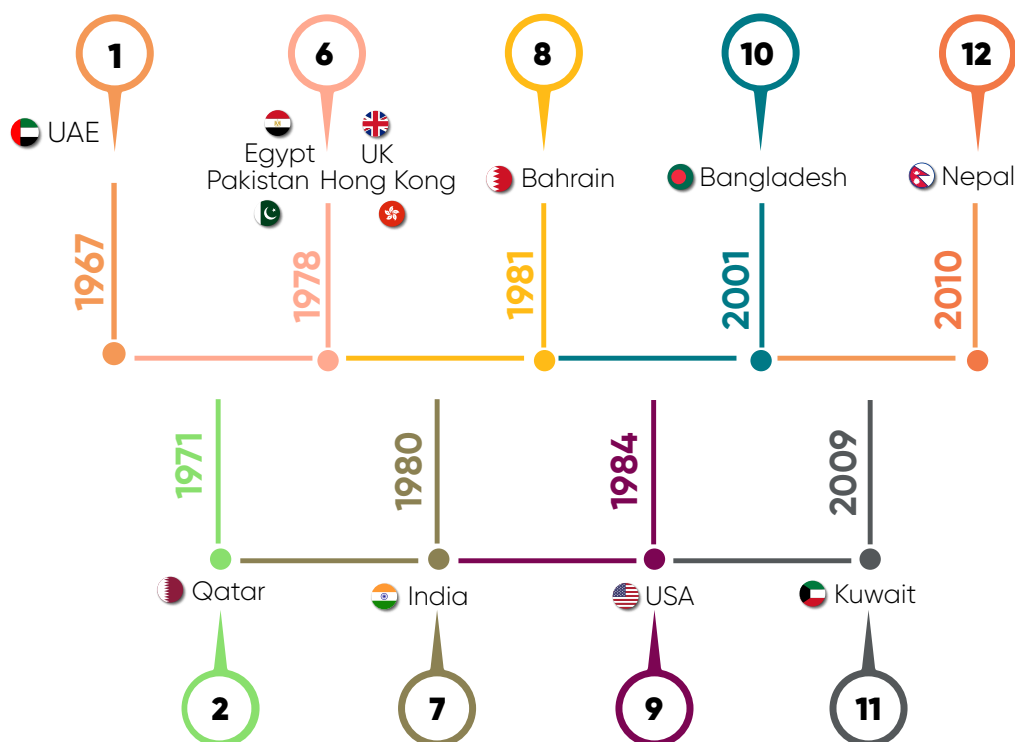 1
6
8
10
12
UAE
Egypt UK
Pakistan Hong Kong
Bahrain
Bangladesh
Nepal
1967
1978
1981
2001
2010
1971
1980
1984
2009
Qatar
India
USA
Kuwait
2
7
9
11